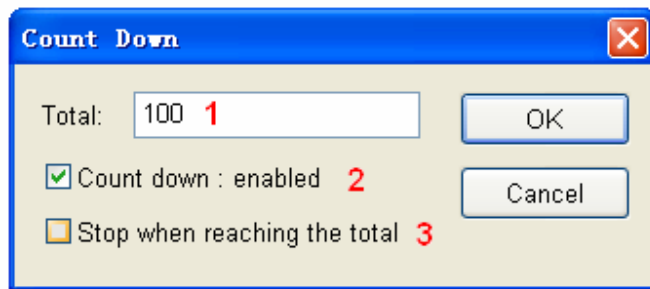 Count Down
Total: 100 1 OK
Count down : enabled 2
Cancel
Stop when reaching the total 3